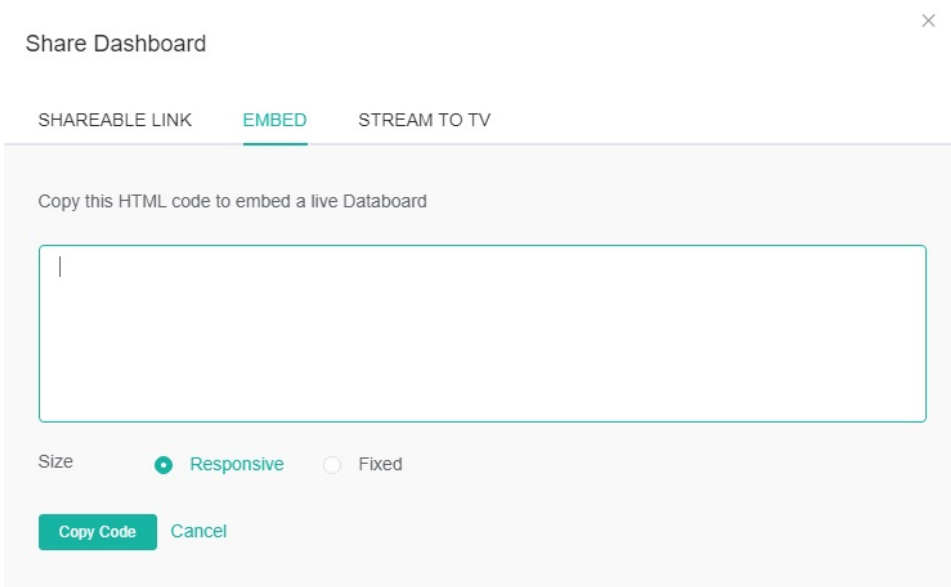 Share Dashboard
SHAREABLE LINK EMBED STREAM TO TV
Copy this HTML code to embed a live Databoard
Size Responsive Fixed
Copy Code Cancel